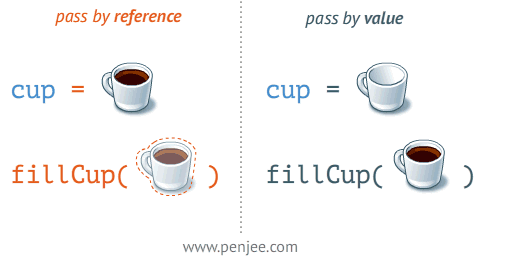 pass by reference
cup =
fillCup( )
pass by value
cup =
fillCup( )
www.penjee.com